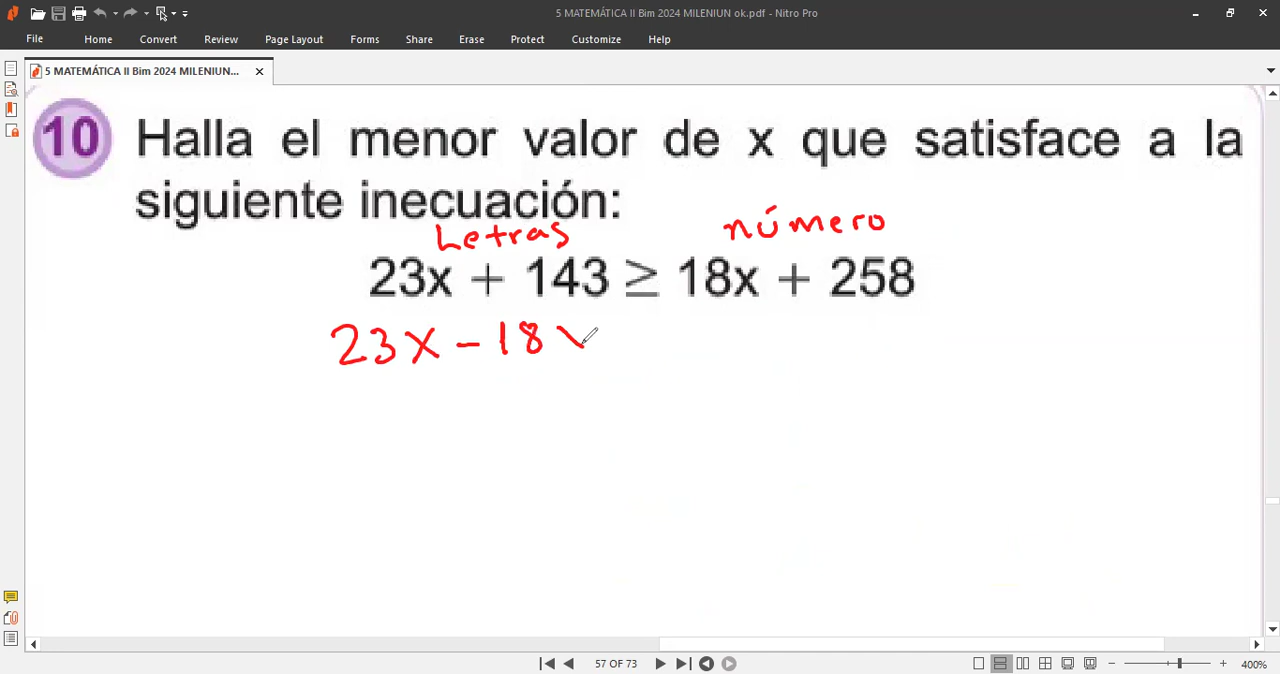 5 MATEMÁTICA II Bim 2024 MILENIUN ok.pdf - Nitro Pro
File Home Convert Review Page Layout Forms Share Erase Protect Customize Help
5 MATEMÁTICA II Bim 2024 MILENIUN...
10 Halla el menor valor de x que satisface a la
siguiente inecuación:
Letras número
23x + 143 ≥ 18x + 258
23x - 18x
57 OF 73
400%